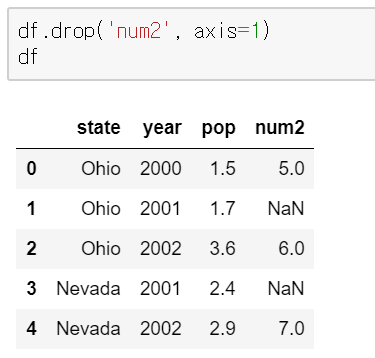 df.drop('num2', axis=1)
df
state year pop num2
0 Ohio 2000 1.5 5.0
1 Ohio 2001 1.7 NaN
2 Ohio 2002 3.6 6.0
3 Nevada 2001 2.4 NaN
4 Nevada 2002 2.9 7.0